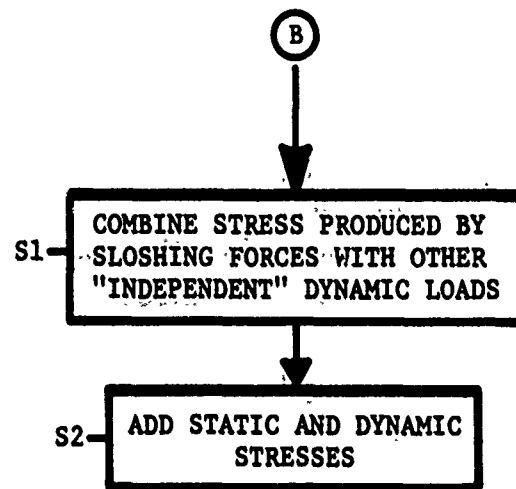 B
COMBINE STRESS PRODUCED BY
S1
SLOSHING FORCES WITH OTHER
"INDEPENDENT" DYNAMIC LOADS
S2
ADD STATIC AND DYNAMIC
STRESSES